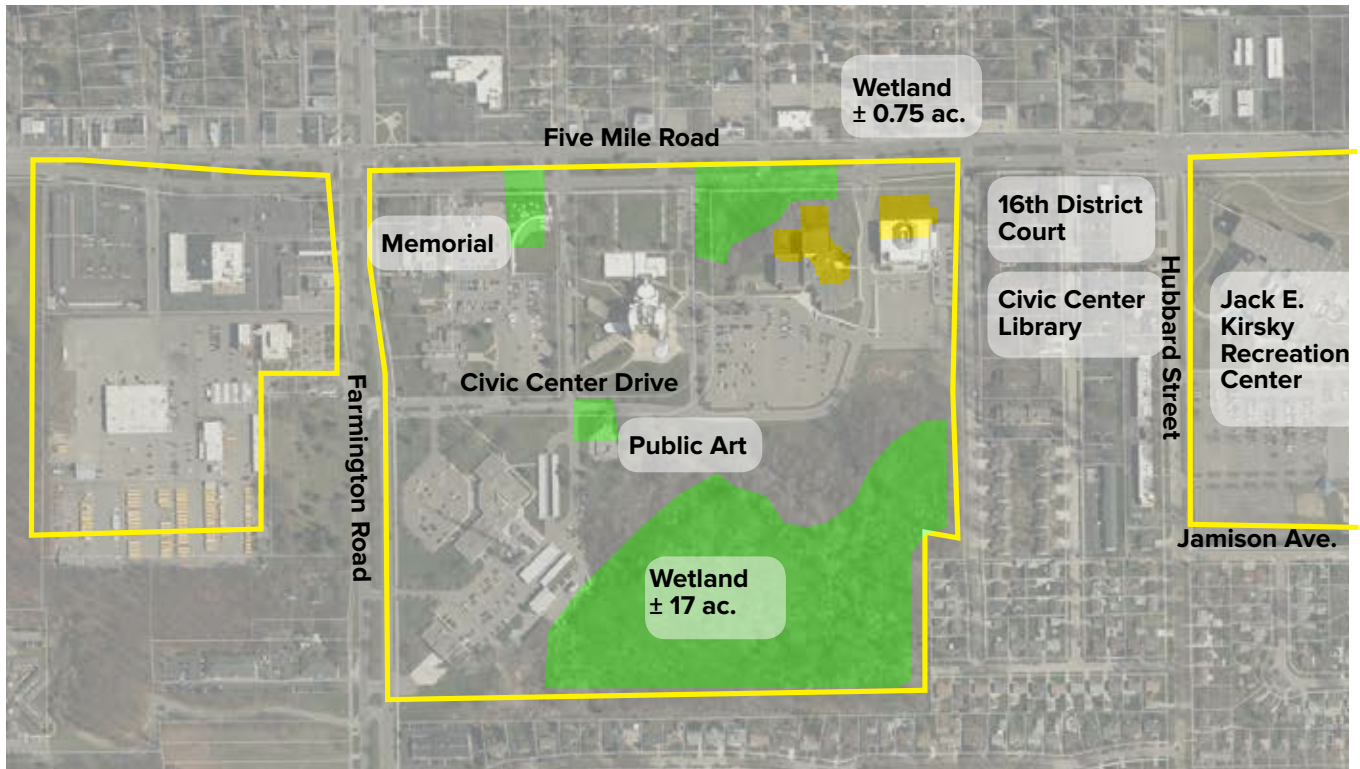 Wetland
± 0.75 ac.
Five Mile Road
16th District
Court
Memorial
Hubbard Street
Civic Center
Library
Jack E.
Kirsky
Recreation
Center
Civic Center Drive
Farmington Road
Public Art
Jamison Ave.
Wetland
± 17 ac.